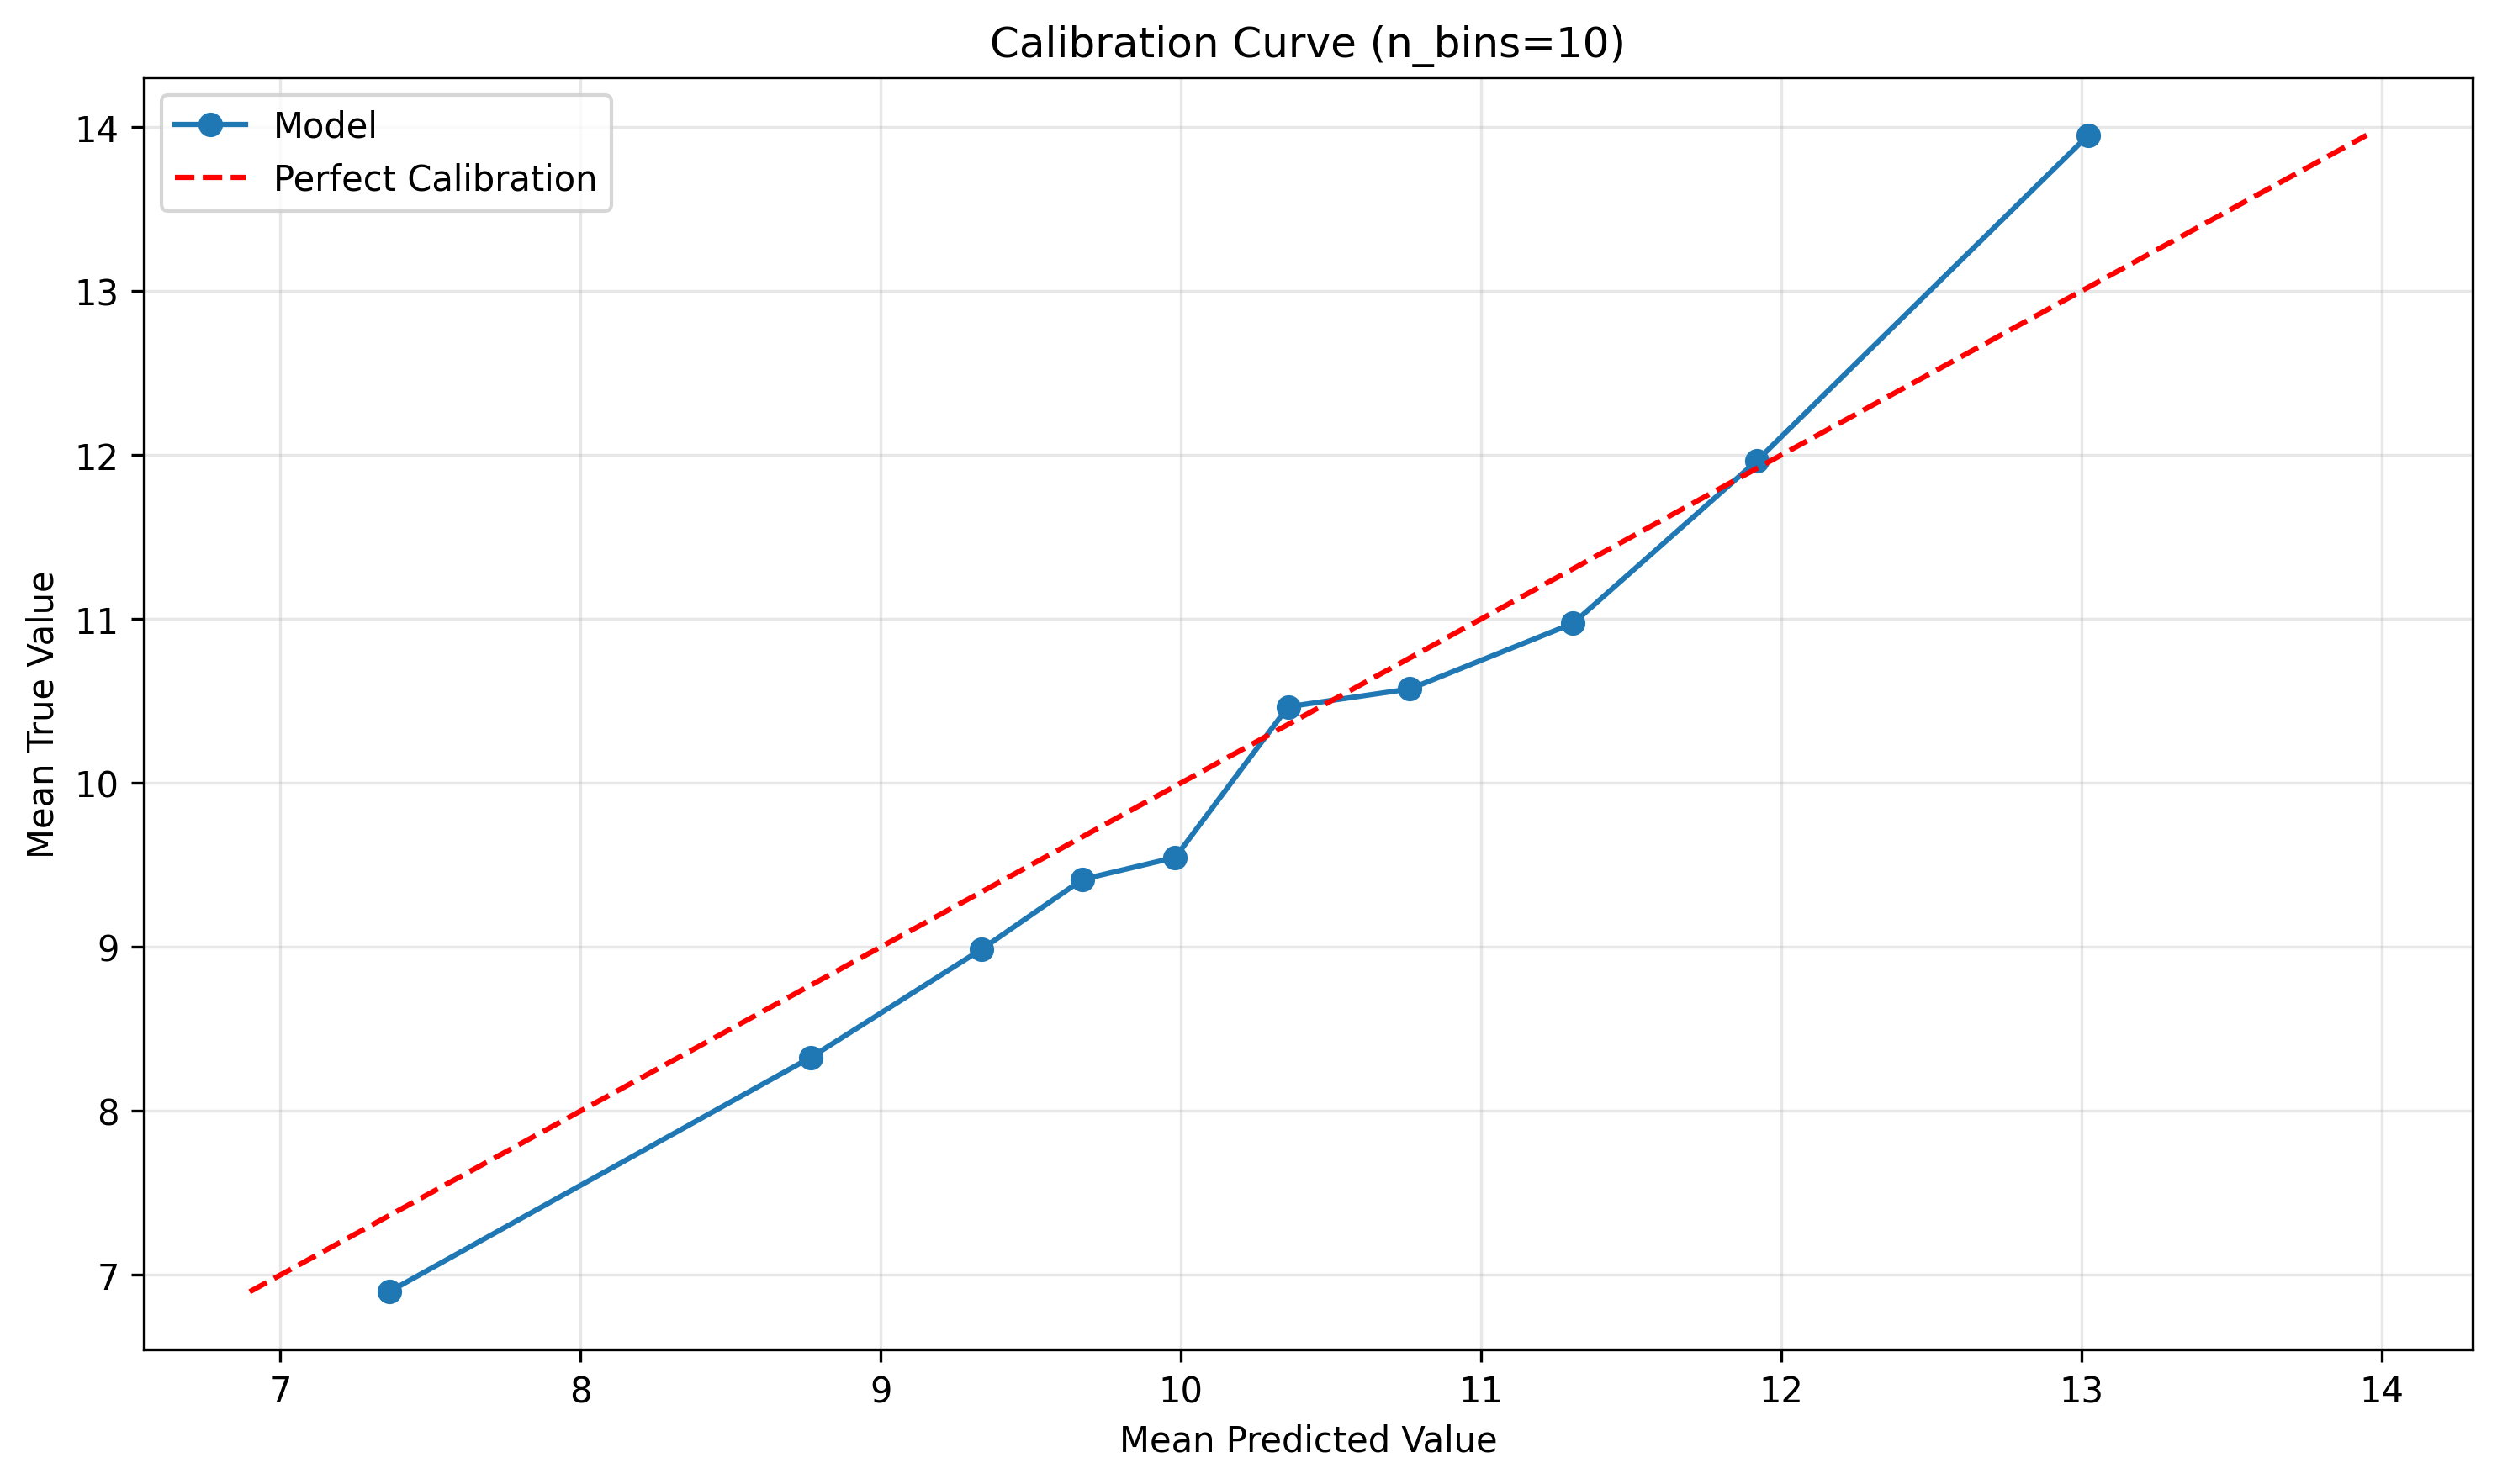 Calibration Curve (n_bins=10)
Model
Perfect Calibration
14
13
12
11
10
9
8
7
Mean True Value
7 8 9 10 11 12 13 14
Mean Predicted Value